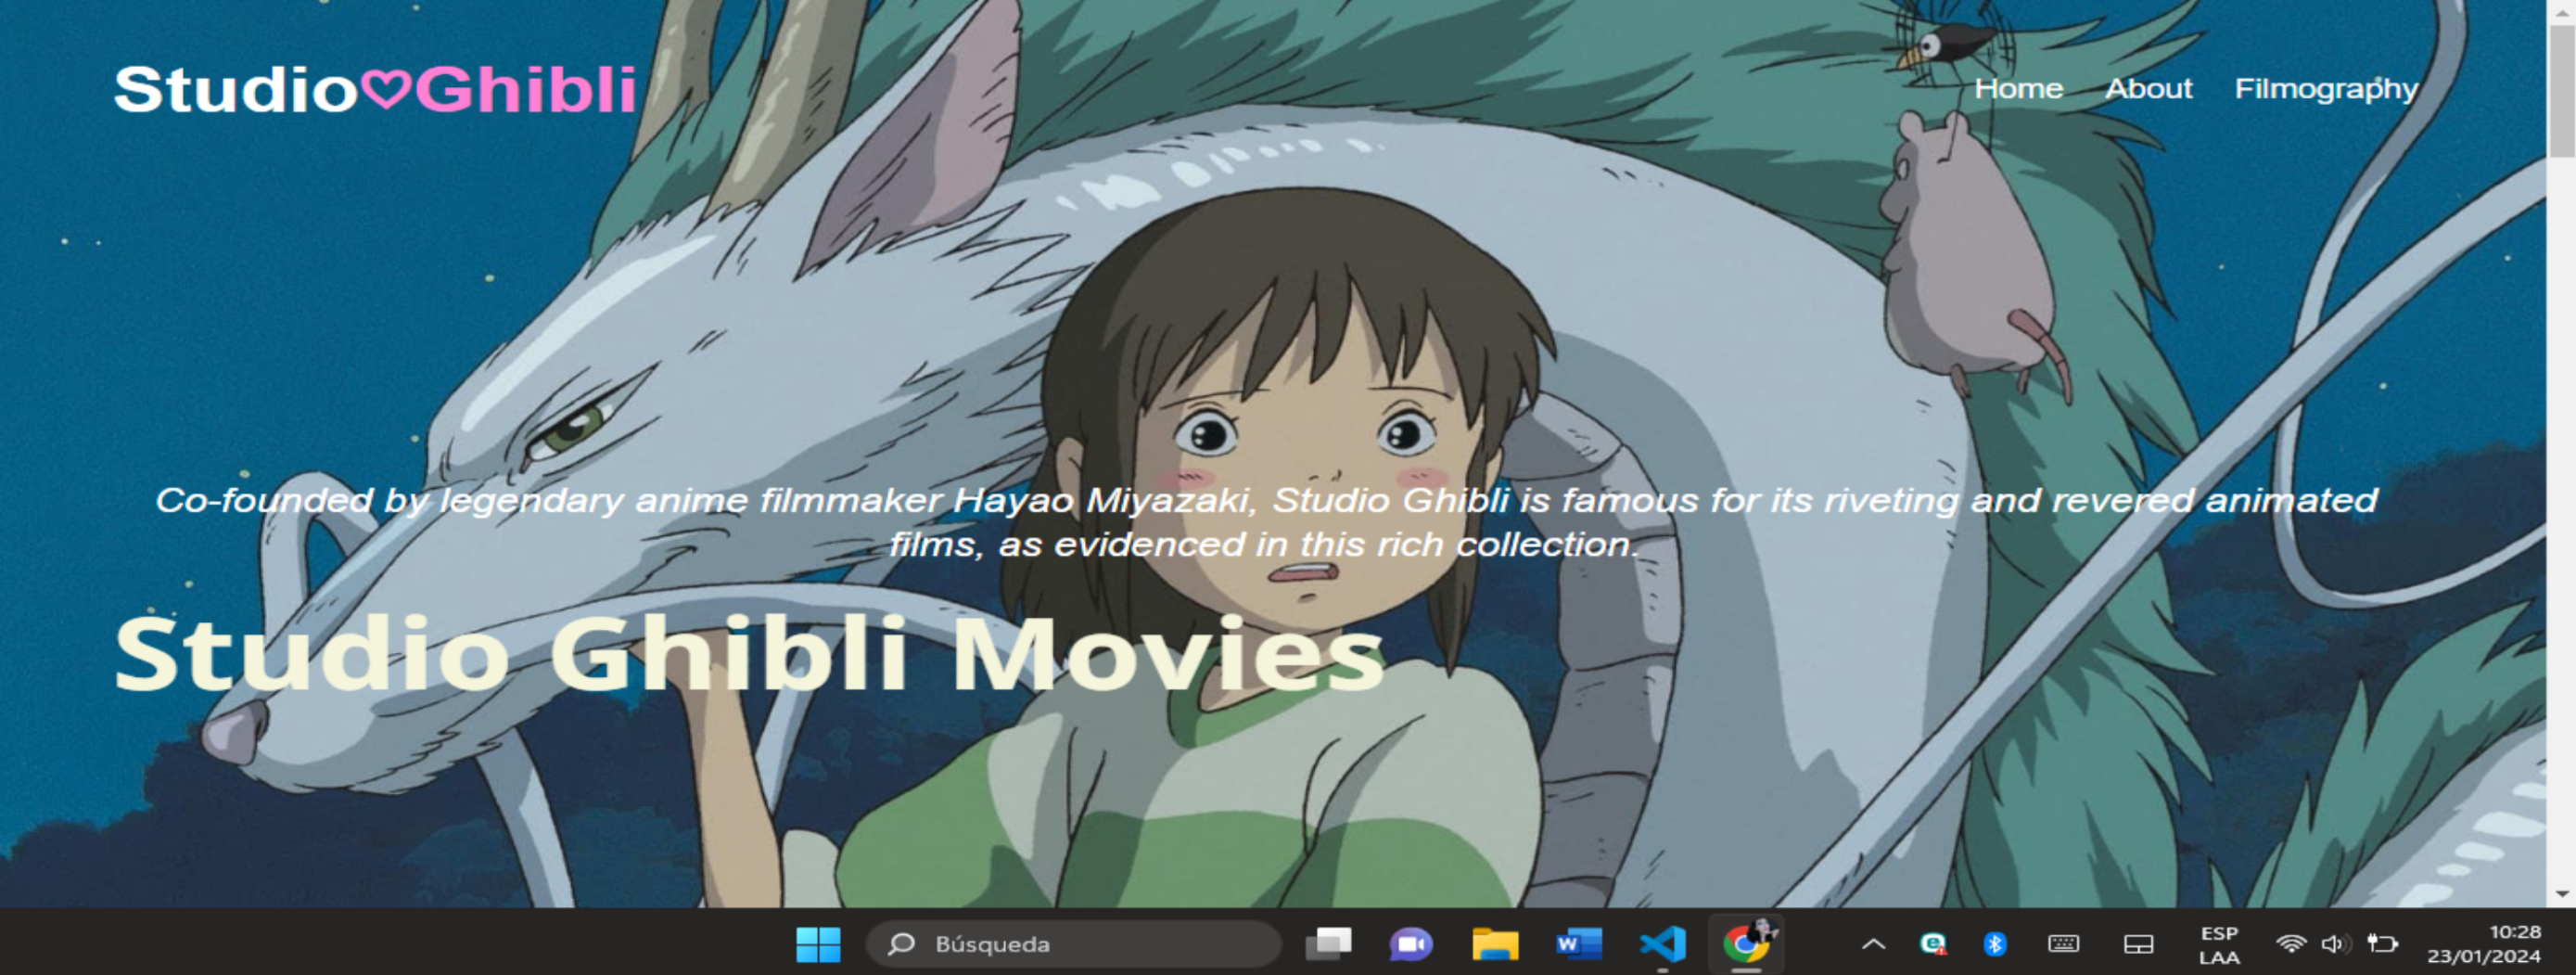 Studio♡Ghibli
Home About Filmography
Co-founded by legendary anime filmmaker Hayao Miyazaki, Studio Ghibli is famous for its riveting and revered animated
films, as evidenced in this rich collection.
Studio Ghibli Movies
Búsqueda
ESP
LAA
10:28
23/01/2024